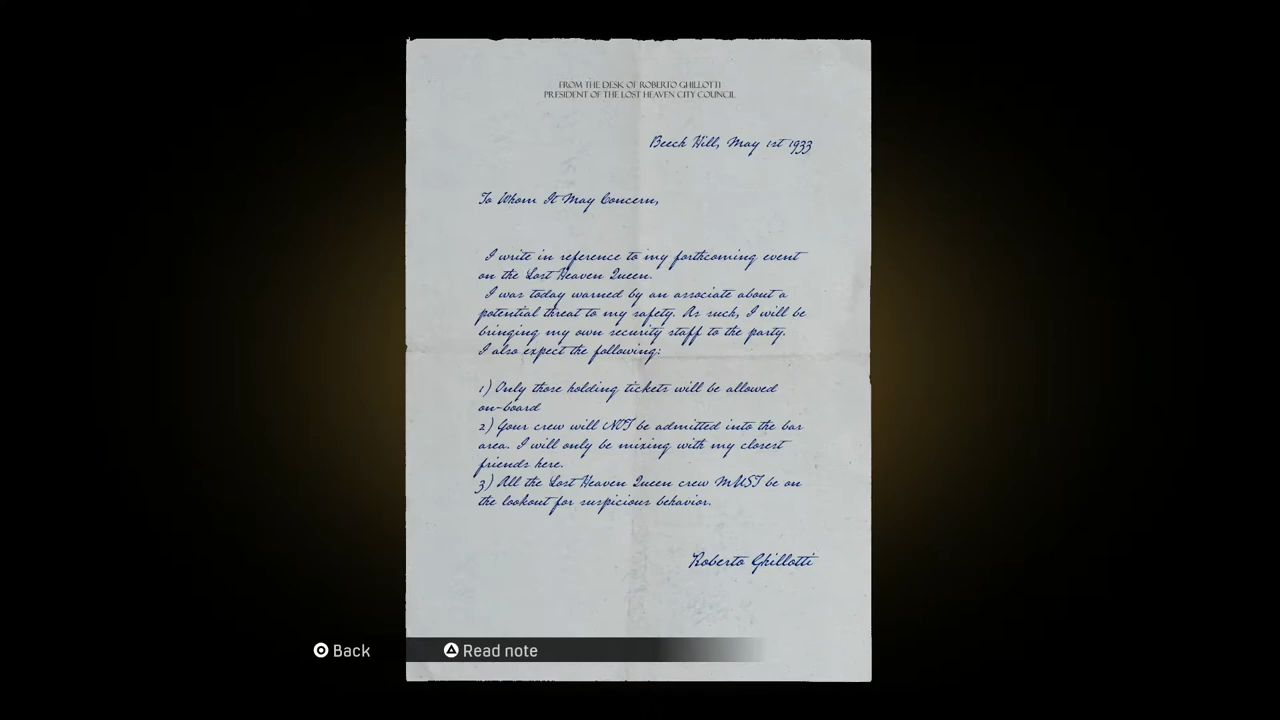 FROM THE DESK OF ROBERTO GHILLOTTI
PRESIDENT OF THE LOST HEAVEN CITY COUNCIL
Beech Hill, May 1st 1933
To Whom It May Concern,
I write in reference to my forthcoming event
on the Lost Heaven Queen.
I was today warned by an associate about a
potential threat to my safety. As such, I will be
bringing my own security staff to the party.
I also expect the following:
1) Only those holding tickets will be allowed
on-board
2) Your crew will NOT be admitted into the bar
area. I will only be mixing with my closest
friends here.
3) All the Lost Heaven Queen crew MUST be on
the lookout for suspicious behavior.
Roberto Ghillotti
Back
Read note